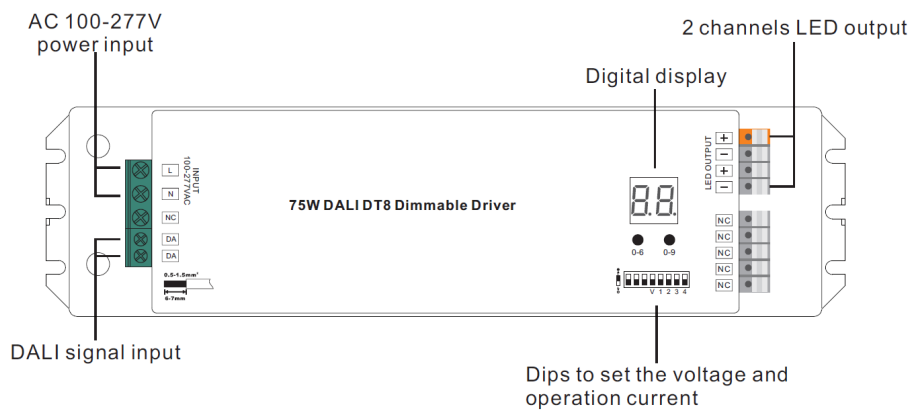 AC 100-277V
power input
2 channels LED output
Digital display
L
N
NC
DA
DA
INPUT
100-277VAC
0.5-1.5mm²
6-7mm
75W DALI DT8 Dimmable Driver
8.8.
0-6 0-9
V 1 2 3 4
LED OUTPUT
+
−
+
−
NC
NC
NC
NC
NC
DALI signal input
Dips to set the voltage and
operation current